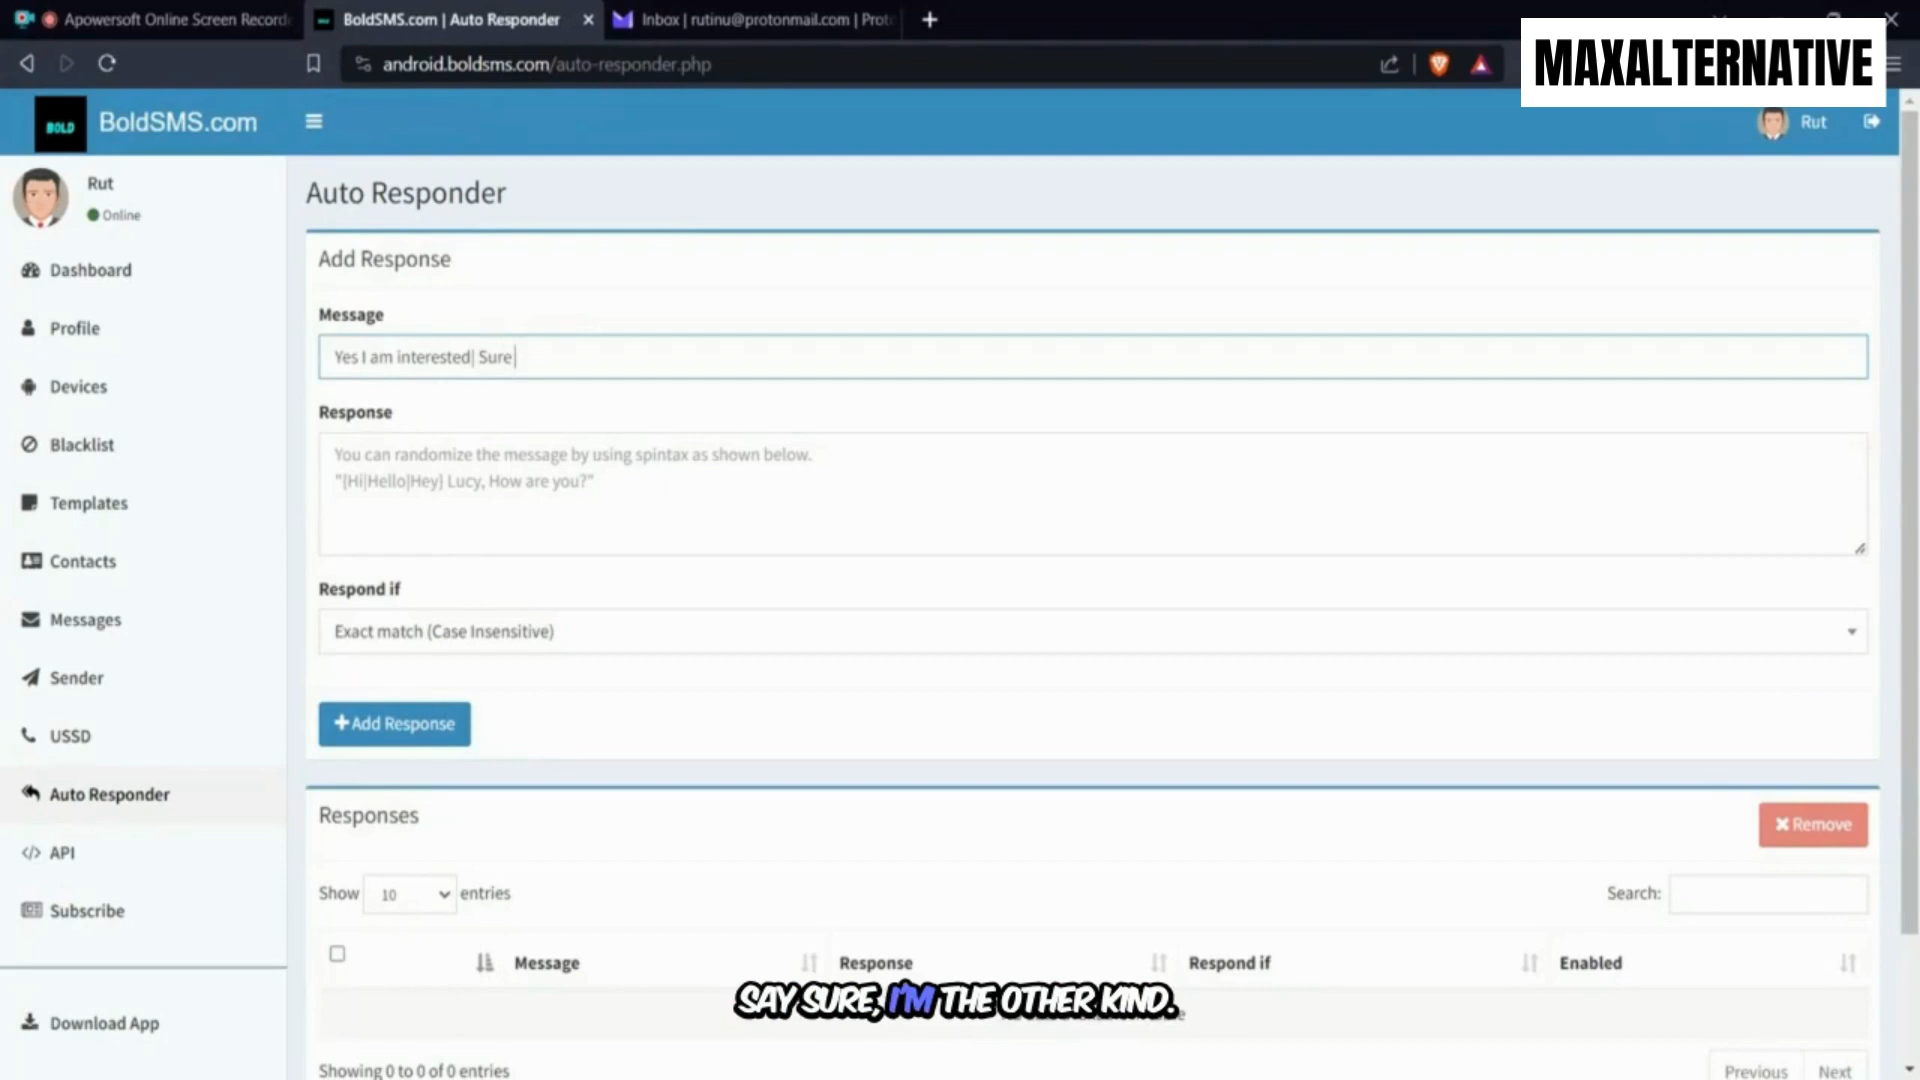 Apowersoft Online Screen Record
BoldSMS.com | Auto Responder
Inbox | rutinu@protonmail.com | Prot
MAXALTERNATIVE
android.boldsms.com/auto-responder.php
BOLD
BoldSMS.com
Rut
Rut
Online
Dashboard
Profile
Devices
Blacklist
Templates
Contacts
Messages
Sender
USSD
Auto Responder
API
Subscribe
Download App
Auto Responder
Add Response
Message
Yes I am interested| Sure
Response
You can randomize the message by using spintax as shown below.
"{Hi|Hello|Hey} Lucy, How are you?"
Respond if
Exact match (Case Insensitive)
Add Response
Responses
Remove
Show 10 entries
Search:
Message Response Respond if Enabled
SAY SURE, I'M THE OTHER KIND.
Showing 0 to 0 of 0 entries
Previous Next